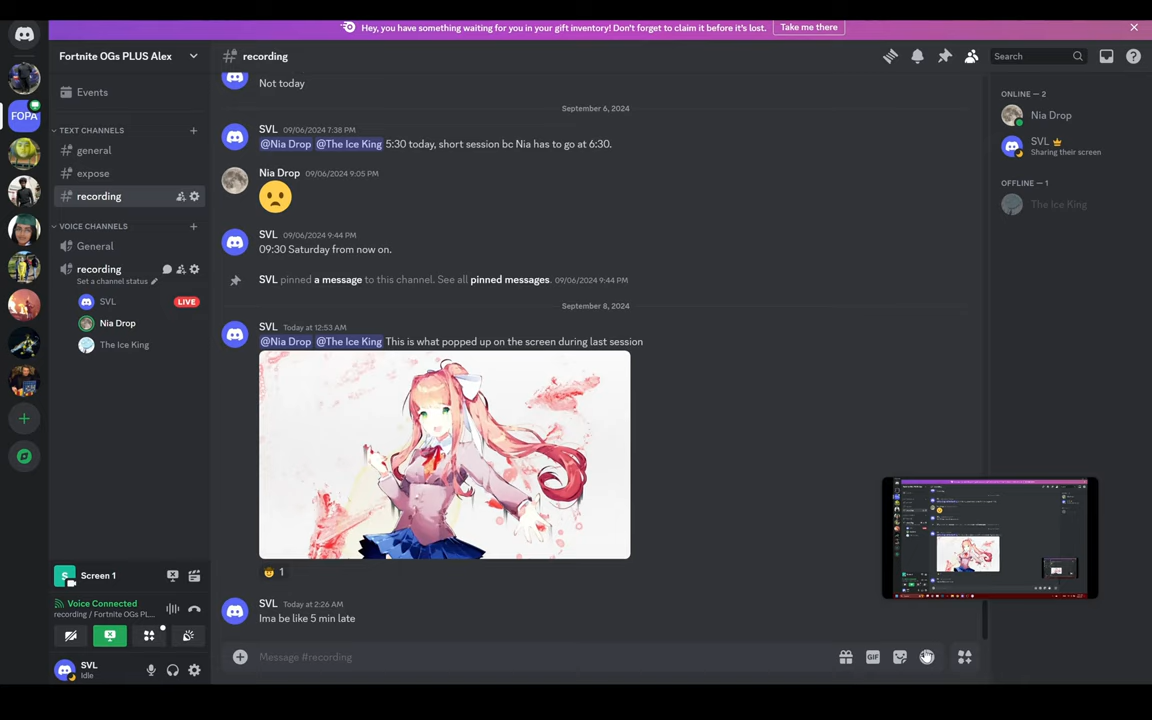 Hey, you have something waiting for you in your gift inventory! Don't forget to claim it before it's lost.
Take me there
Fortnite OGs PLUS Alex
Events
TEXT CHANNELS
general
expose
recording
VOICE CHANNELS
General
recording
Set a channel status
SVL
LIVE
Nia Drop
The Ice King
FOPA
S
Screen 1
Voice Connected
recording / Fortnite OGs PL...
SVL
Idle
recording
Search
Not today
September 6, 2024
SVL 09/06/2024 7:38 PM
@Nia Drop @The Ice King 5:30 today, short session bc Nia has to go at 6:30.
Nia Drop 09/06/2024 9:05 PM
SVL 09/06/2024 9:44 PM
09:30 Saturday from now on.
SVL pinned a message to this channel. See all pinned messages. 09/06/2024 9:44 PM
September 8, 2024
SVL Today at 12:53 AM
@Nia Drop @The Ice King This is what popped up on the screen during last session
1
SVL Today at 2:26 AM
Ima be like 5 min late
Message #recording
GIF
ONLINE — 2
Nia Drop
SVL
Sharing their screen
OFFLINE — 1
The Ice King